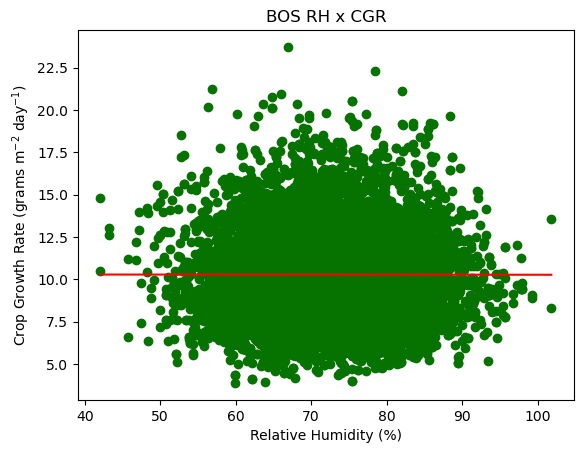 BOS RH x CGR
Crop Growth Rate (grams m⁻² day⁻¹)
22.5
20.0
17.5
15.0
12.5
10.0
7.5
5.0
40 50 60 70 80 90 100
Relative Humidity (%)